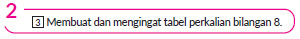 2
3 Membuat dan mengingat tabel perkalian bilangan 8.